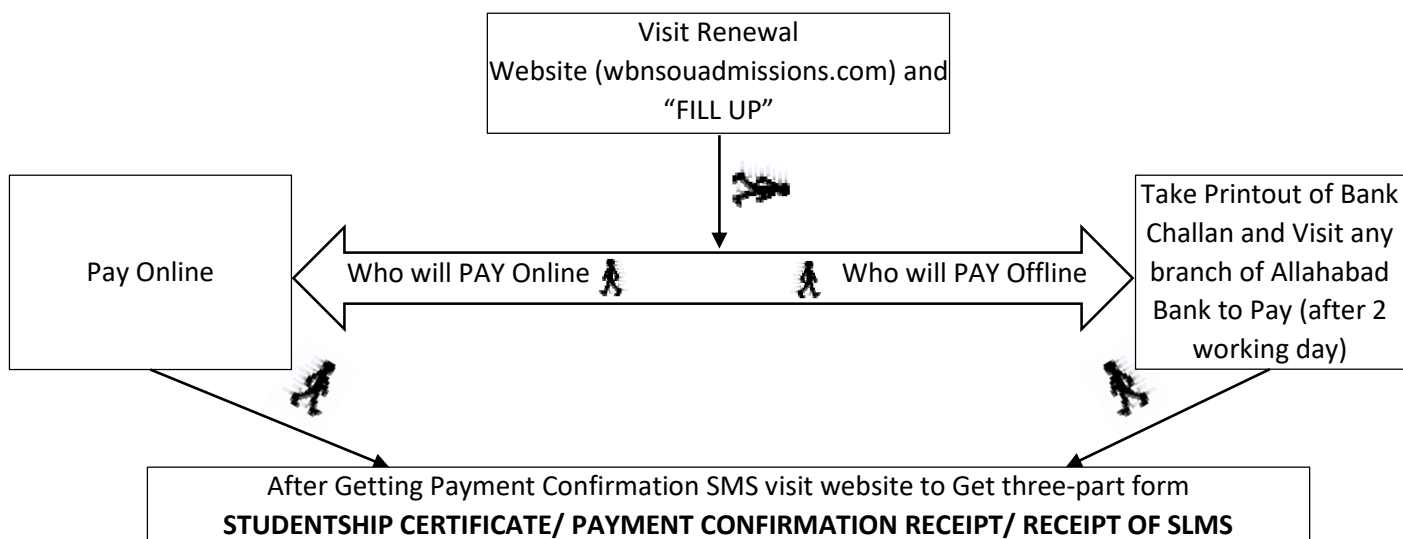 Visit Renewal
Website (wbnsouadmissions.com) and
“FILL UP”
Pay Online
Who will PAY Online
Who will PAY Offline
Take Printout of Bank
Challan and Visit any
branch of Allahabad
Bank to Pay (after 2
working day)
After Getting Payment Confirmation SMS visit website to Get three-part form
STUDENTSHIP CERTIFICATE/ PAYMENT CONFIRMATION RECEIPT/ RECEIPT OF SLMS